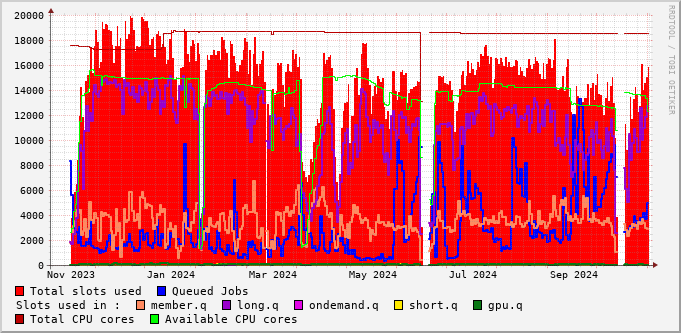 20000
18000
16000
14000
12000
10000
8000
6000
4000
2000
0
Nov 2023 Jan 2024 Mar 2024 May 2024 Jul 2024 Sep 2024
RRDTOOL / TOBI OETIKER
Total slots used Queued Jobs
Slots used in : member.q long.q ondemand.q short.q gpu.q
Total CPU cores Available CPU cores